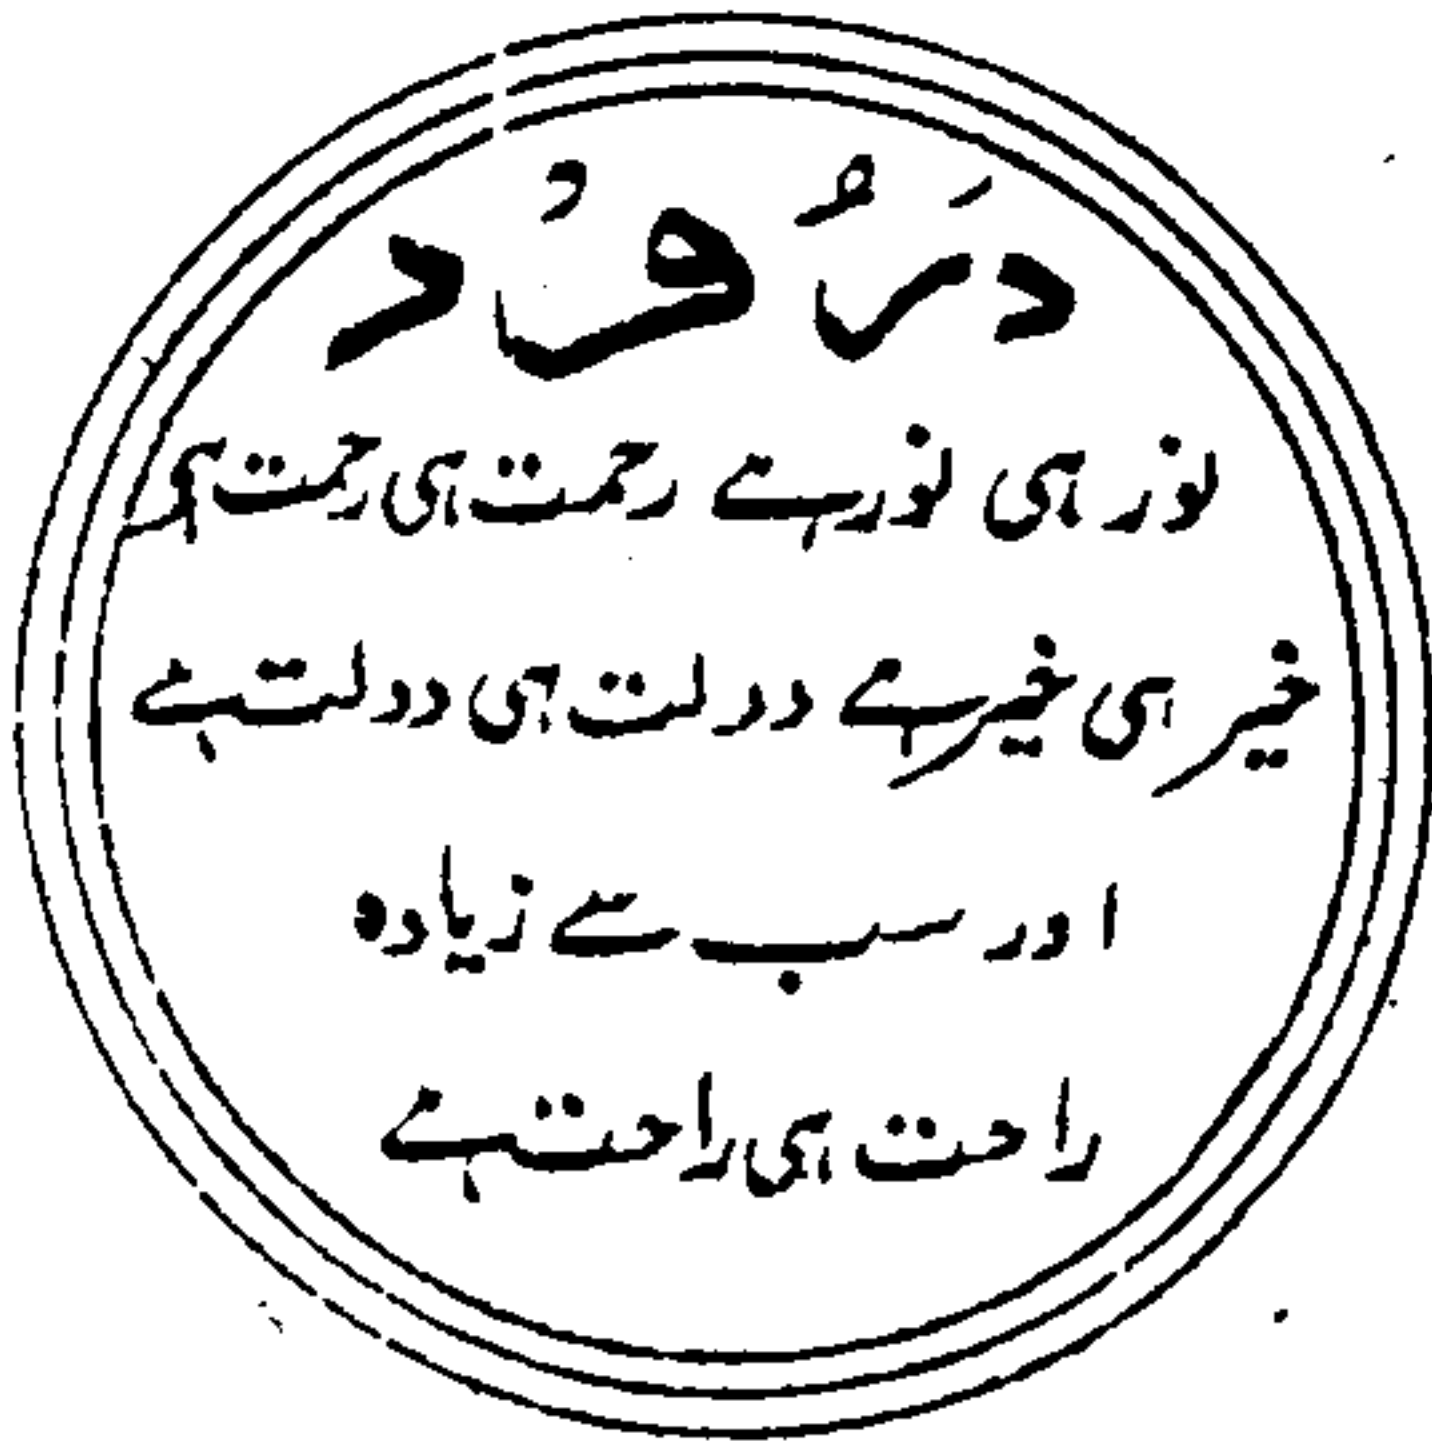 دَرُودْ
نور ہی نور ہے رحمت ہی رحمت ہے
خیر ہی خیر ہے دولت ہی دولت ہے
اور سب سے زیادہ
راحت ہی راحت ہے